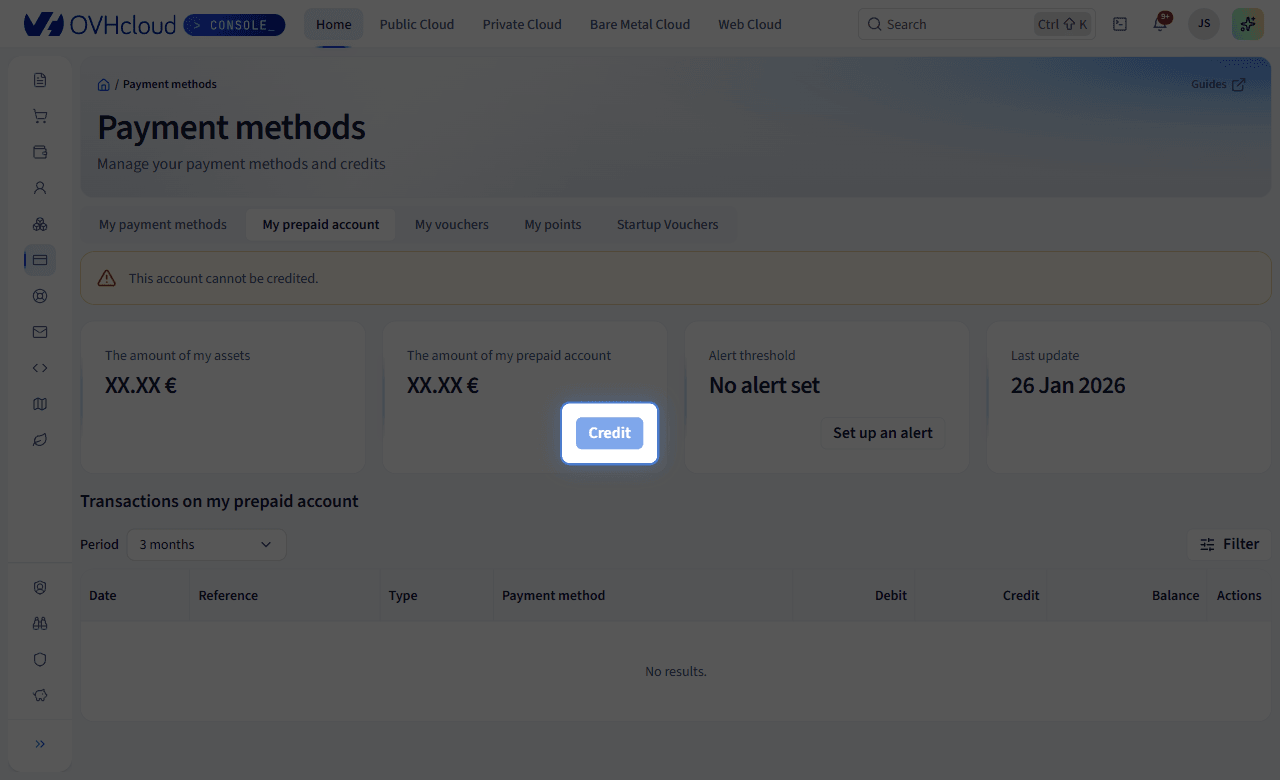 OVHcloud > CONSOLE_ Home Public Cloud Private Cloud Bare Metal Cloud Web Cloud Search Ctrl K 9+ JS
/ Payment methods Guides
Payment methods
Manage your payment methods and credits
My payment methods My prepaid account My vouchers My points Startup Vouchers
This account cannot be credited.
The amount of my assets The amount of my prepaid account Alert threshold Last update
XX.XX € XX.XX € No alert set 26 Jan 2026
Credit Set up an alert
Transactions on my prepaid account
Period 3 months Filter
Date Reference Type Payment method Debit Credit Balance Actions
No results.